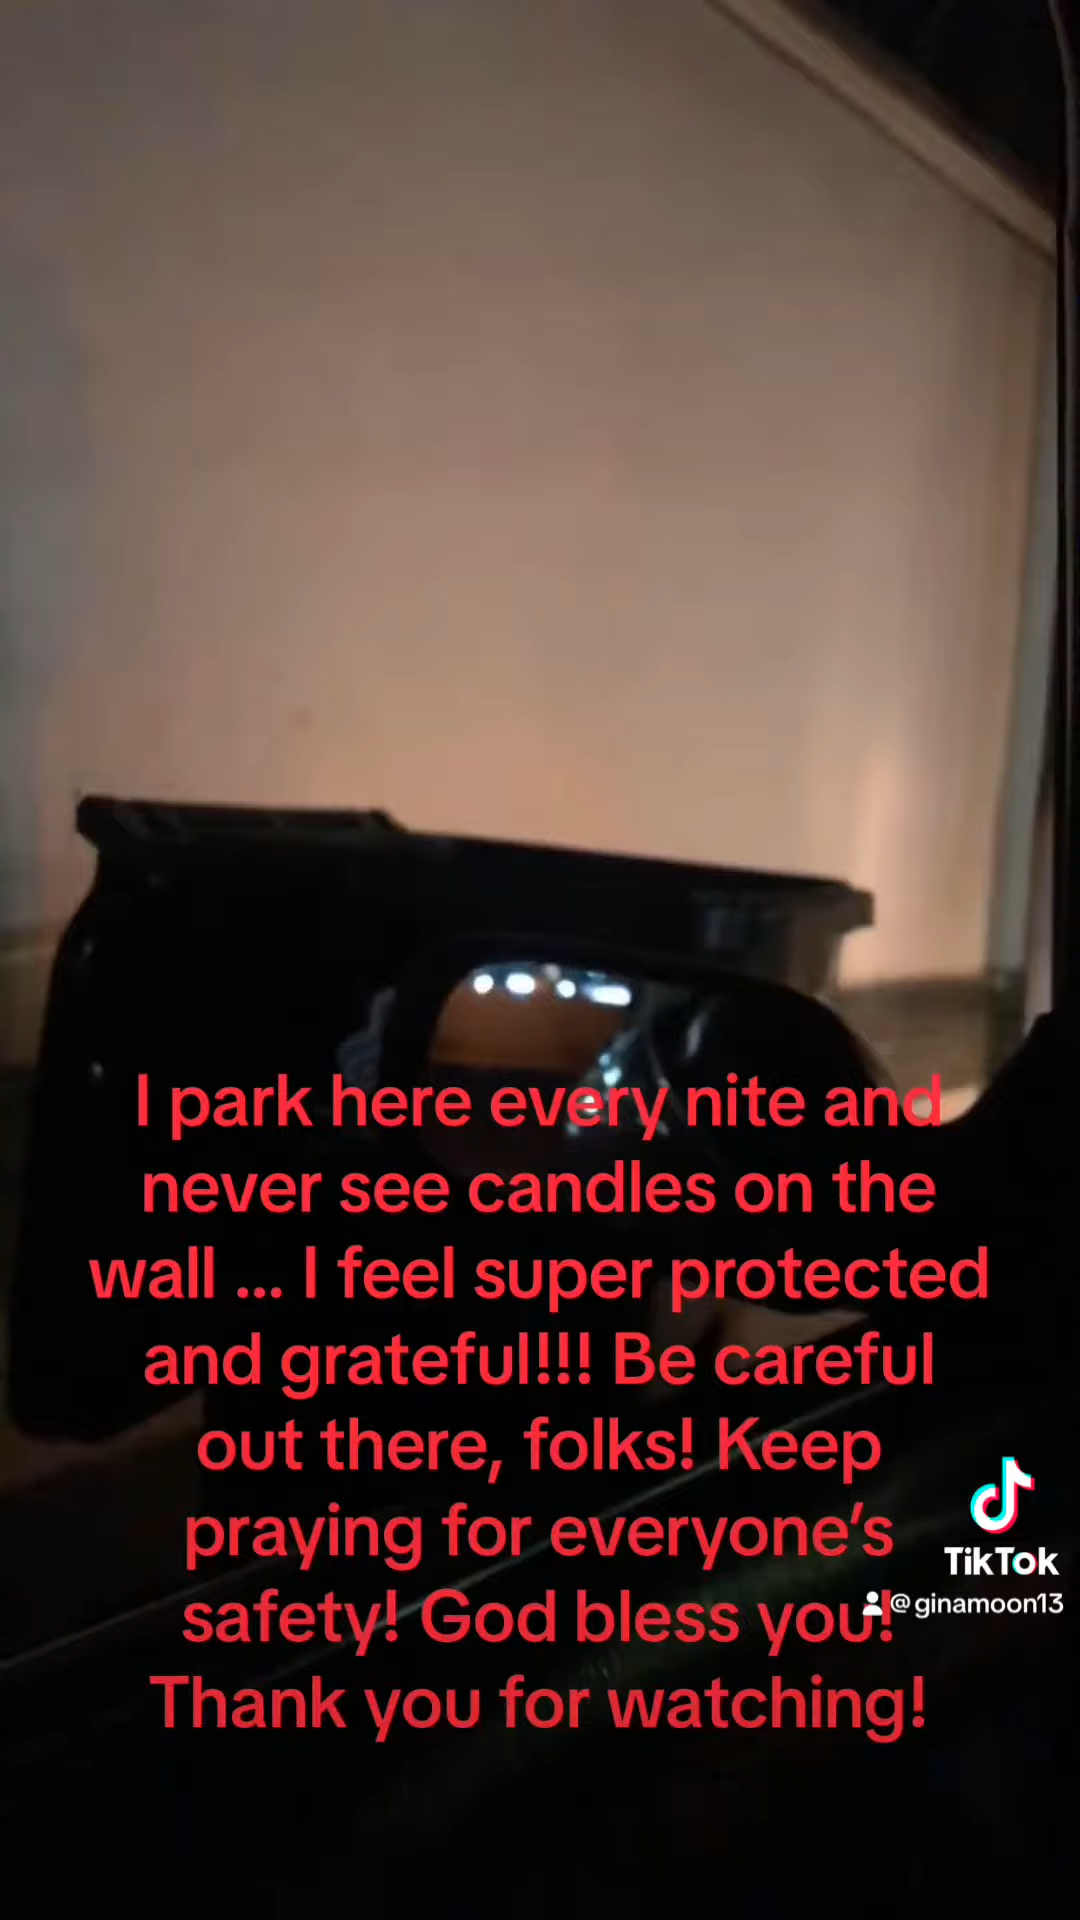 I park here every nite and
never see candles on the
wall ... I feel super protected
and grateful!!! Be careful
out there, folks! Keep
praying for everyone’s
safety! God bless you!
Thank you for watching!
TikTok
@ginamoon13